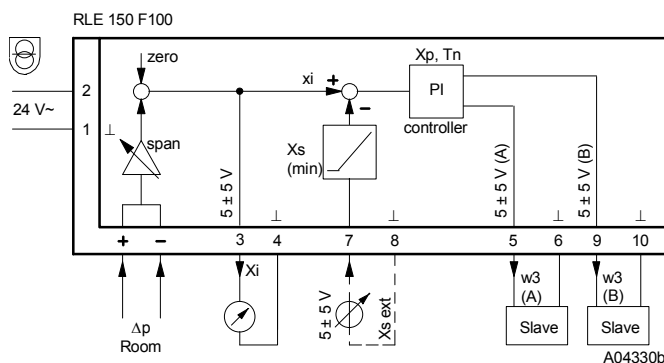 RLE 150 F100
zero
Xp, Tn
xi
+
2
PI
−
24 V~
controller
1
⊥
span
Xs
(min)
5 ± 5 V
5 ± 5 V (A)
5 ± 5 V (B)
⊥
⊥
⊥
⊥
+
−
3
4
7
8
5
6
9
10
Xi
5 ± 5 V
Xs ext
w3
(A)
w3
(B)
Δp
Room
Slave
Slave
A04330b